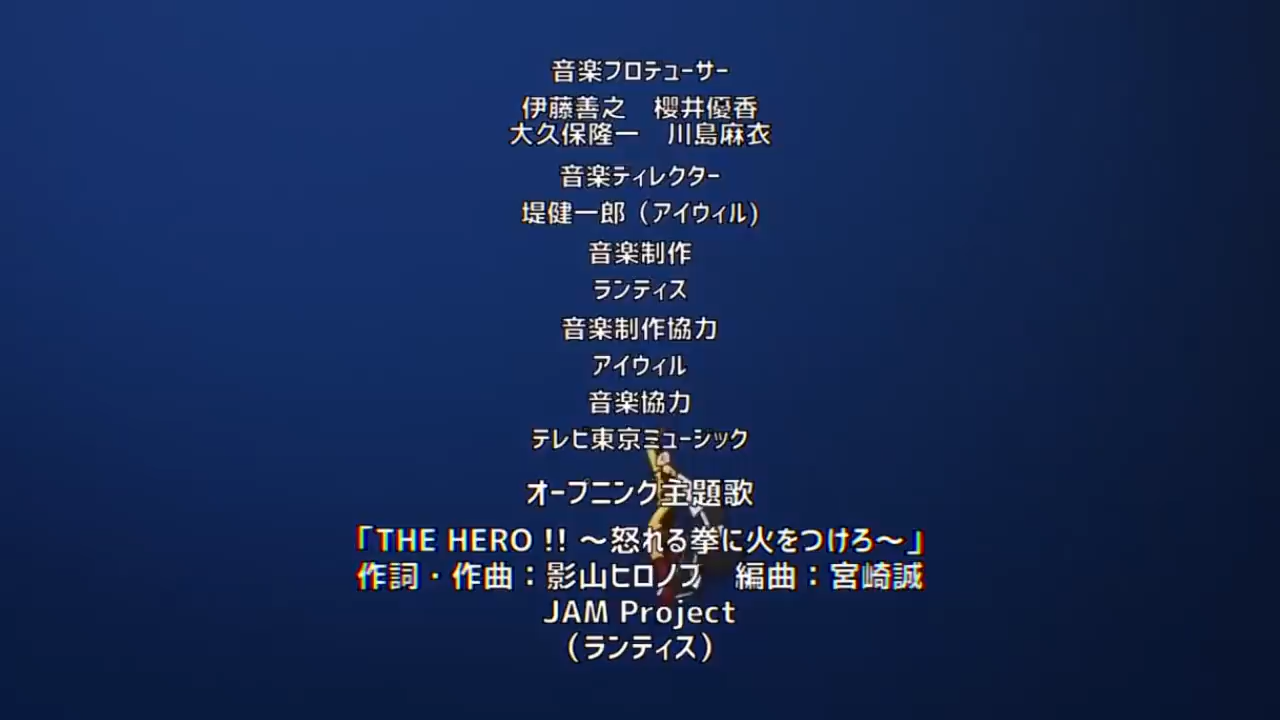 音楽プロデューサー
伊藤善之　櫻井優香
大久保隆一　川島麻衣
音楽ディレクター
堤健一郎（アイウィル）
音楽制作
ランティス
音楽制作協力
アイウィル
音楽協力
テレビ東京ミュージック
オープニング主題歌
「THE HERO !! ～怒れる拳に火をつけろ～」
作詞・作曲：影山ヒロノブ　編曲：宮崎誠
JAM Project
（ランティス）